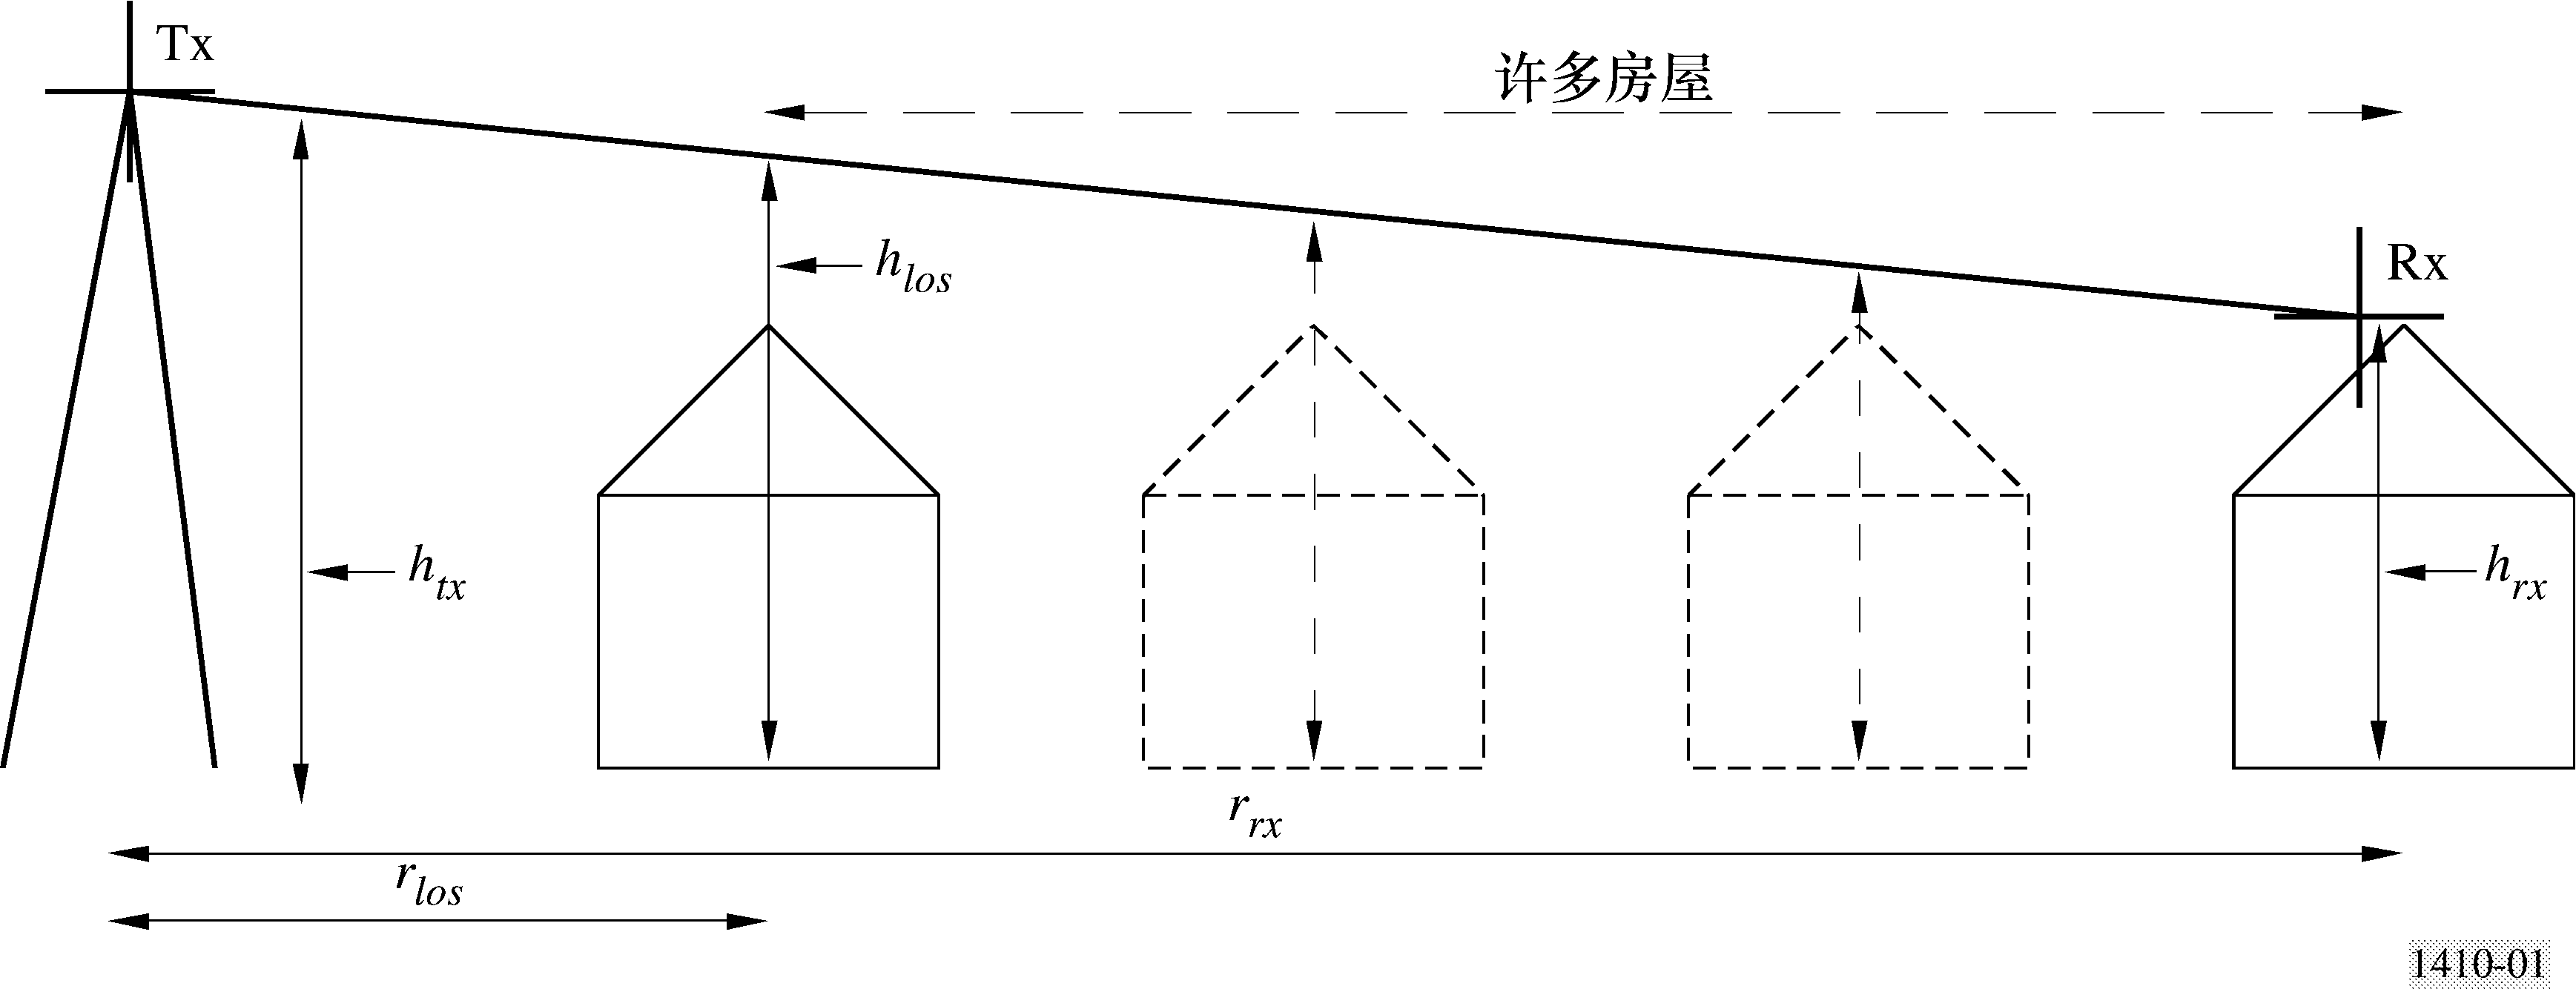 Tx
许多房屋
h_los
Rx
h_tx
h_rx
r_rx
r_los
1410-01